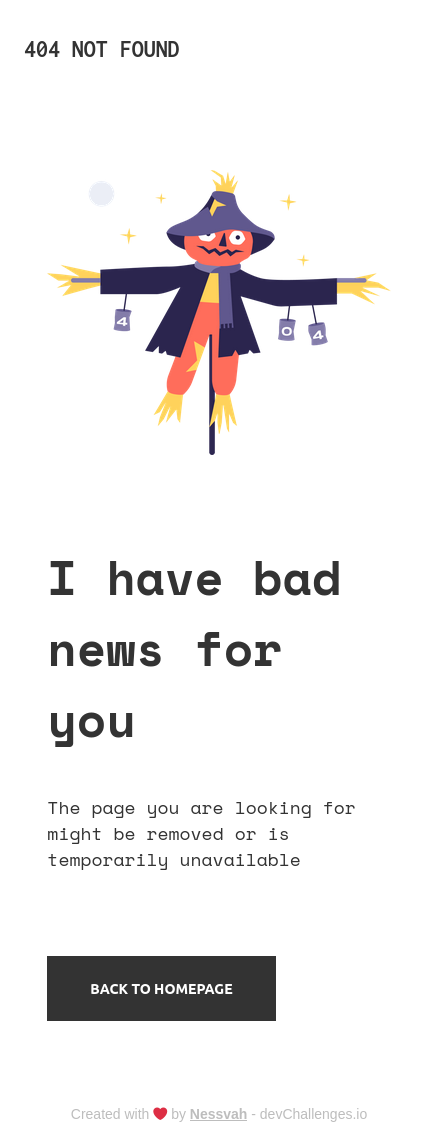 404 NOT FOUND
4
0
4
I have bad
news for
you
The page you are looking for
might be removed or is
temporarily unavailable
BACK TO HOMEPAGE
Created with ❤️ by Nessvah - devChallenges.io